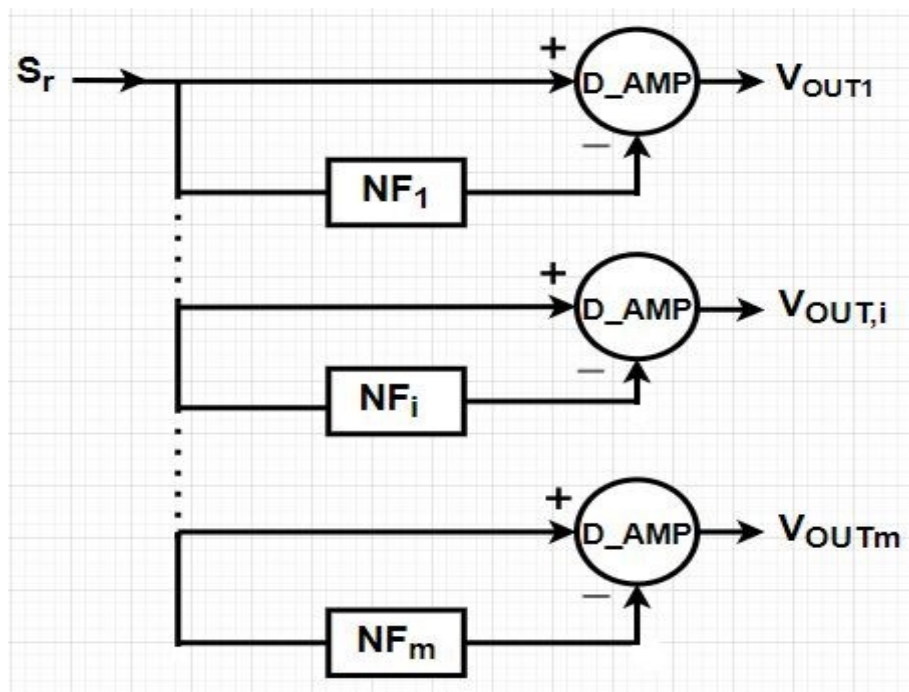 Sr
+
D_AMP
VOUT1
−
NF1
+
D_AMP
VOUT,i
−
NFi
+
D_AMP
VOUTm
−
NFm